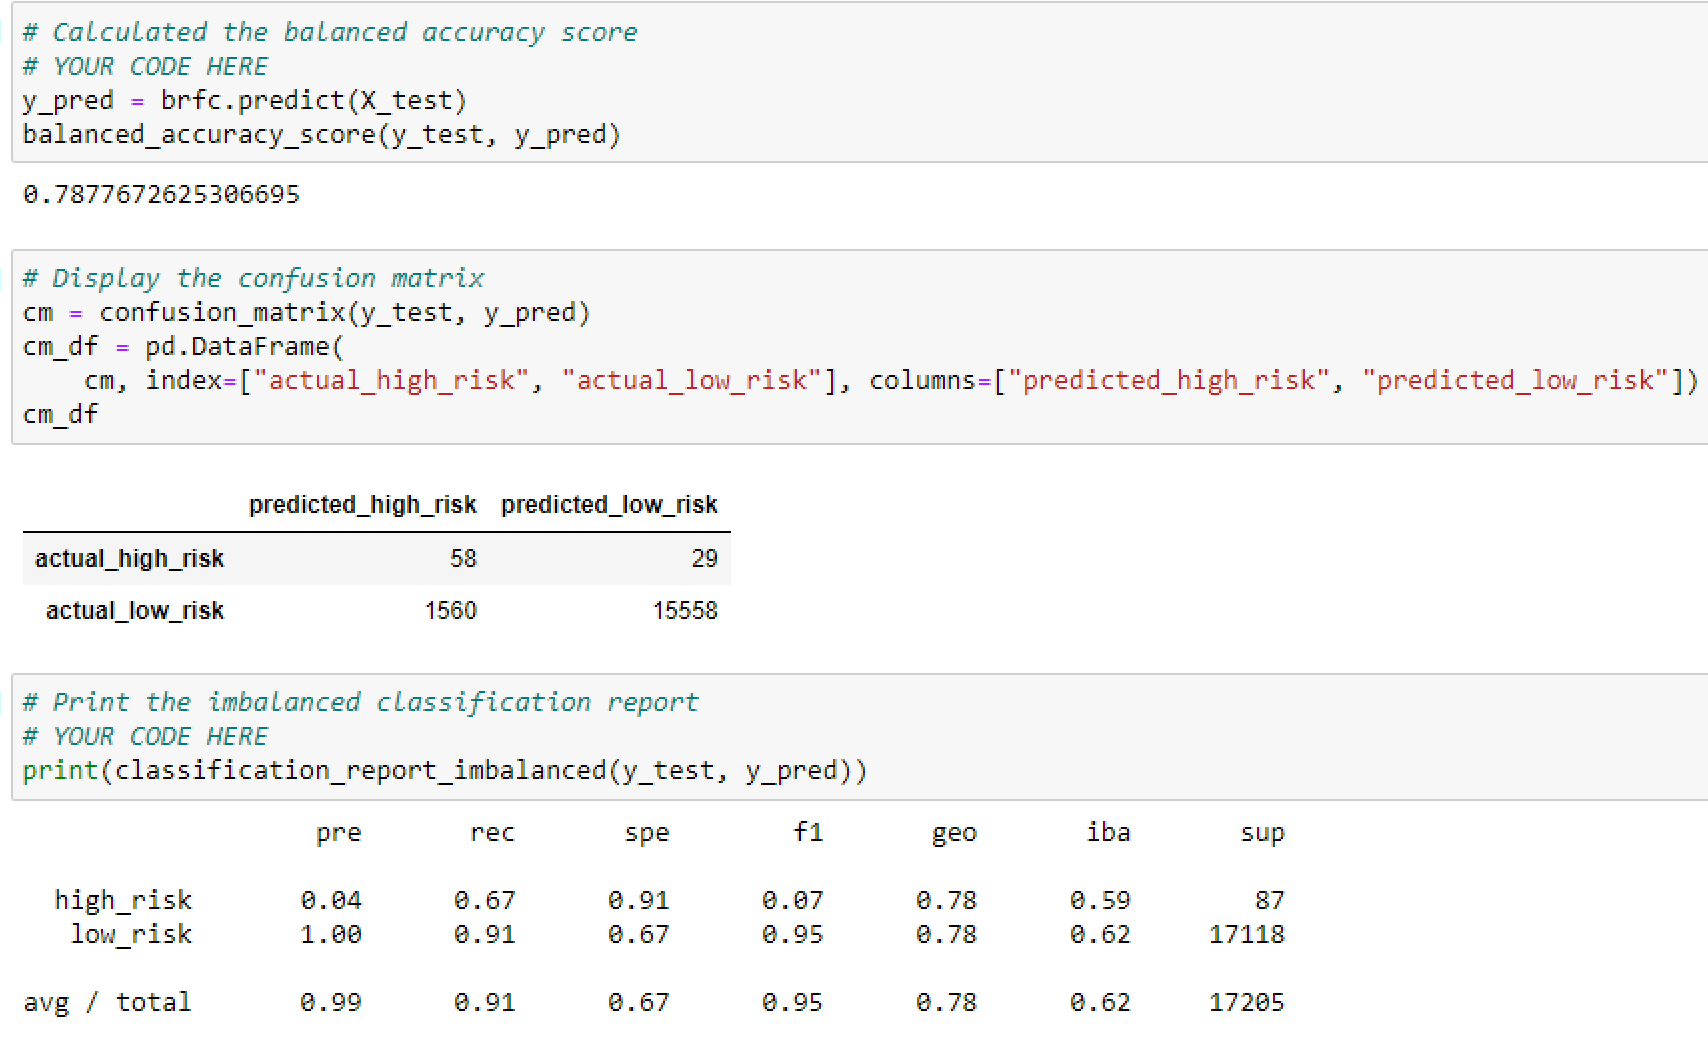 # Calculated the balanced accuracy score
# YOUR CODE HERE
y_pred = brfc.predict(X_test)
balanced_accuracy_score(y_test, y_pred)
0.7877672625306695
# Display the confusion matrix
cm = confusion_matrix(y_test, y_pred)
cm_df = pd.DataFrame(
    cm, index=["actual_high_risk", "actual_low_risk"], columns=["predicted_high_risk", "predicted_low_risk"])
cm_df
predicted_high_risk predicted_low_risk
actual_high_risk 58 29
actual_low_risk 1560 15558
# Print the imbalanced classification report
# YOUR CODE HERE
print(classification_report_imbalanced(y_test, y_pred))
pre rec spe f1 geo iba sup
high_risk 0.04 0.67 0.91 0.07 0.78 0.59 87
low_risk 1.00 0.91 0.67 0.95 0.78 0.62 17118
avg / total 0.99 0.91 0.67 0.95 0.78 0.62 17205